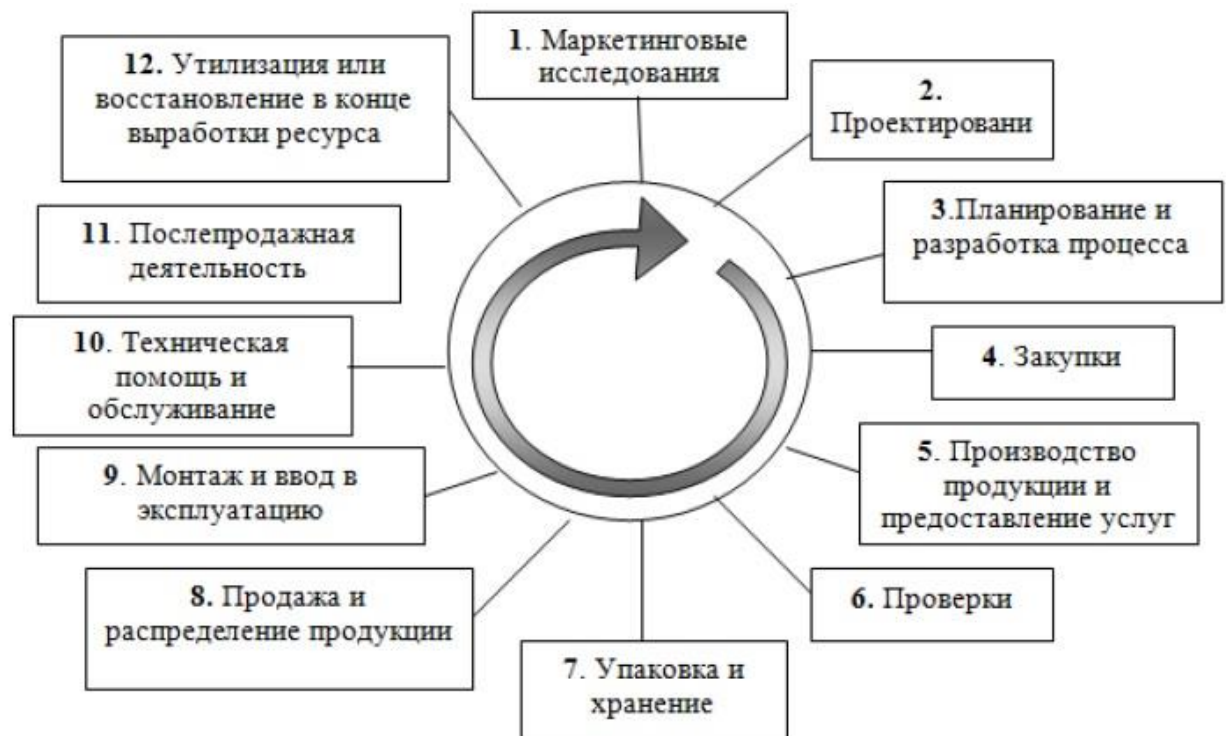 1. Маркетинговые
исследования
2.
Проектировани
3.Планирование и
разработка процесса
4. Закупки
5. Производство
продукции и
предоставление услуг
6. Проверки
7. Упаковка и
хранение
8. Продажа и
распределение продукции
9. Монтаж и ввод в
эксплуатацию
10. Техническая
помощь и
обслуживание
11. Послепродажная
деятельность
12. Утилизация или
восстановление в конце
выработки ресурса